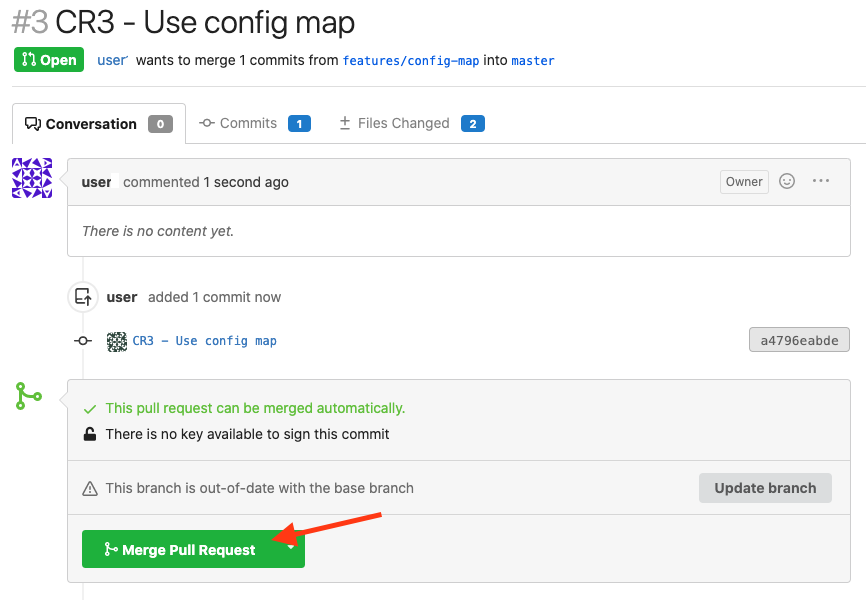 #3 CR3 - Use config map
Open user wants to merge 1 commits from features/config-map into master
Conversation 0 Commits 1 Files Changed 2
user commented 1 second ago Owner
There is no content yet.
user added 1 commit now
CR3 - Use config map a4796eabde
This pull request can be merged automatically.
There is no key available to sign this commit
This branch is out-of-date with the base branch Update branch
Merge Pull Request